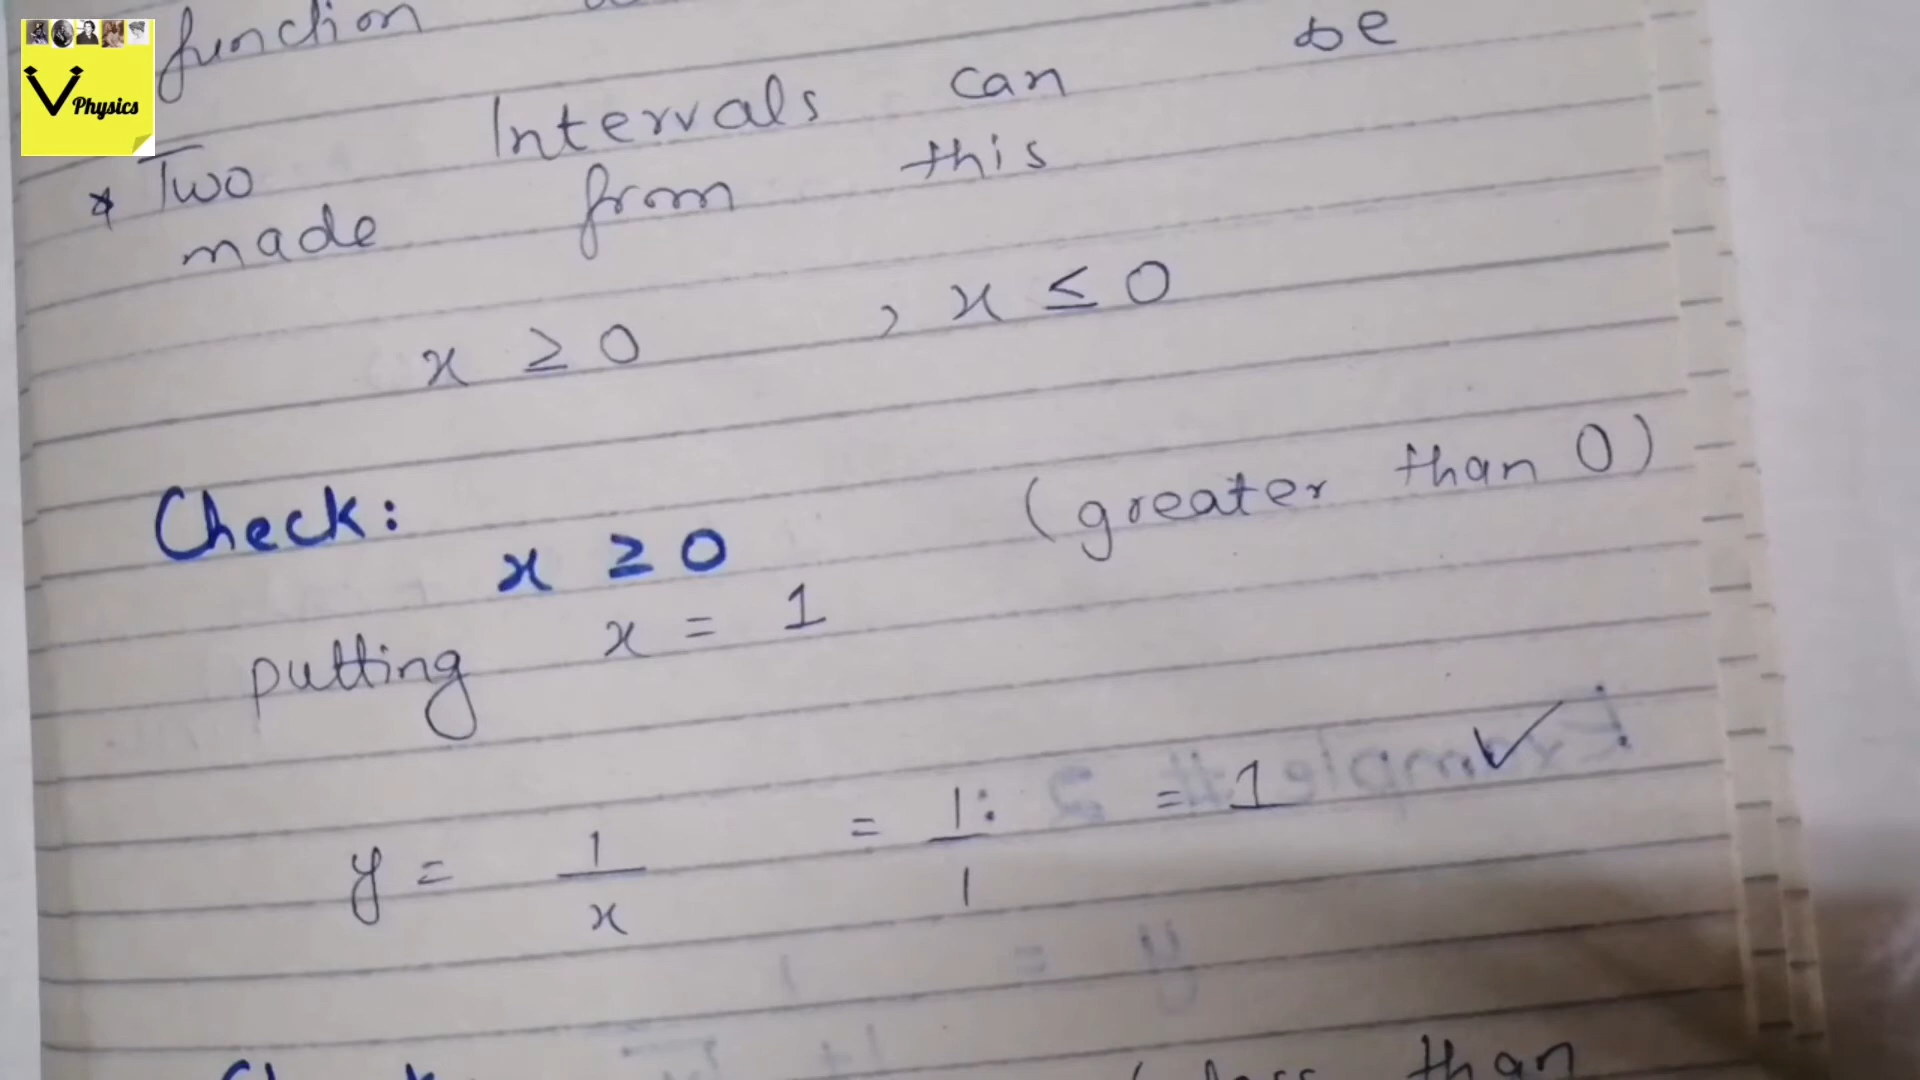 V Physics
function
* Two Intervals can be
made from this
x ≥ 0 , x ≤ 0
Check:
x ≥ 0 (greater than 0)
putting x = 1
y = 1/x = 1/1 = 1 ✓
than